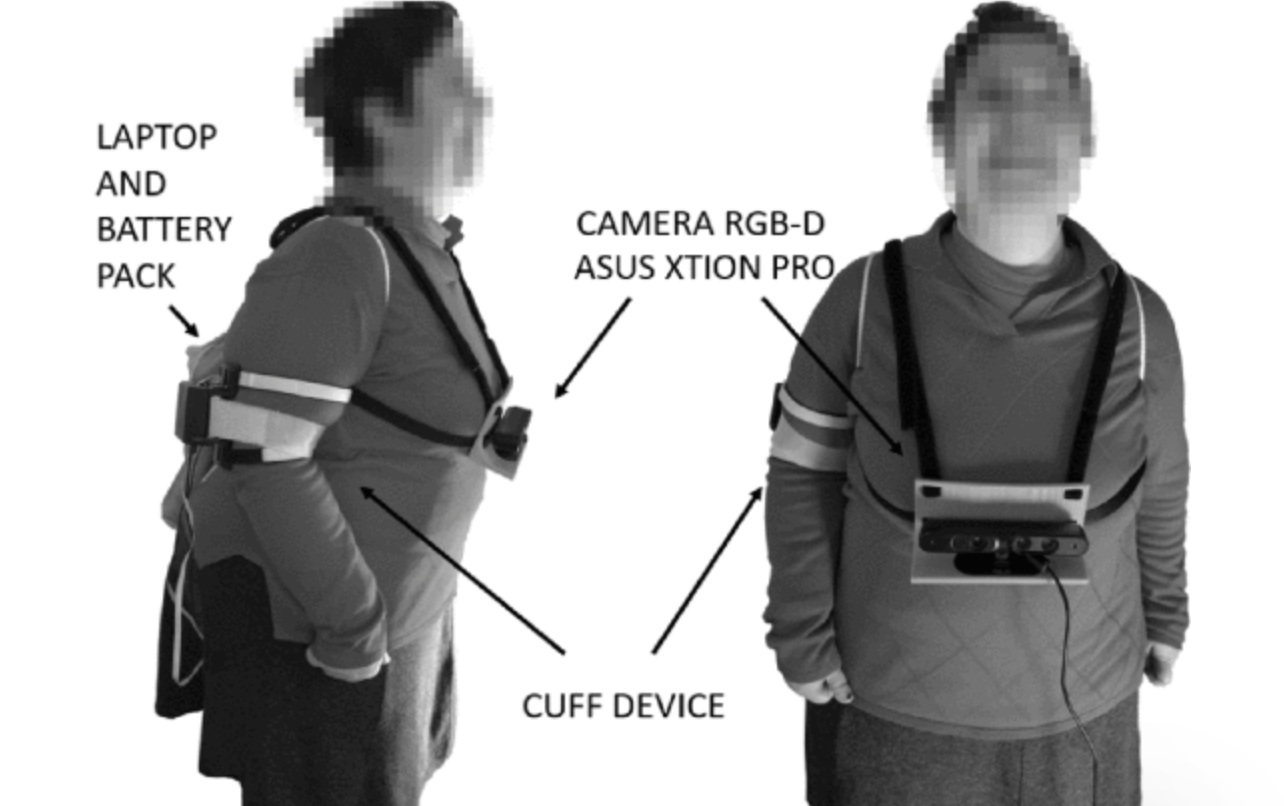 LAPTOP
AND
BATTERY
PACK
CAMERA RGB-D
ASUS XTION PRO
CUFF DEVICE